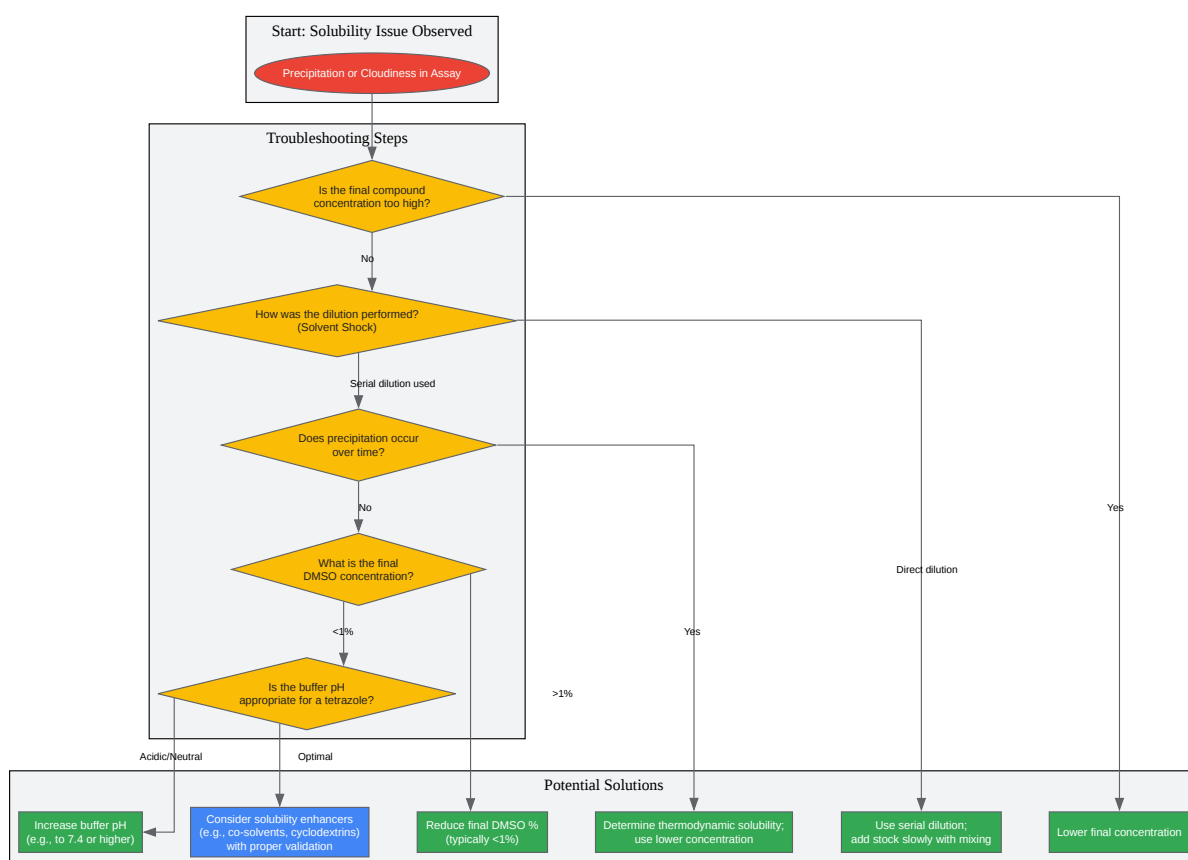 Start: Solubility Issue Observed
Precipitation or Cloudiness in Assay
Troubleshooting Steps
Is the final compound
concentration too high?
No
How was the dilution performed?
(Solvent Shock)
Serial dilution used
Does precipitation occur
over time?
No
Yes
What is the final
DMSO concentration?
Direct dilution
<1%
Yes
Is the buffer pH
appropriate for a tetrazole?
>1%
Acidic/Neutral
Optimal
Potential Solutions
Increase buffer pH
(e.g., to 7.4 or higher)
Consider solubility enhancers
(e.g., co-solvents, cyclodextrins)
with proper validation
Reduce final DMSO %
(typically <1%)
Determine thermodynamic solubility;
use lower concentration
Use serial dilution;
add stock slowly with mixing
Lower final concentration